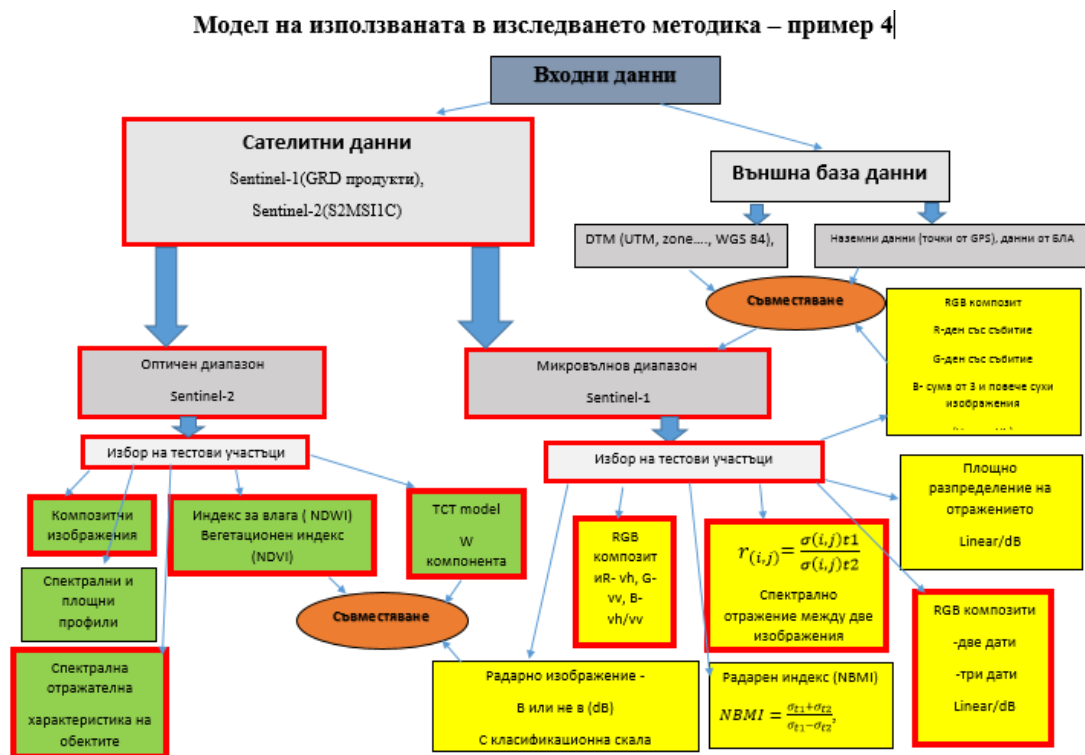 Модел на използваната в изследването методика – пример 4
Входни данни
Сателитни данни
Sentinel-1(GRD продукти),
Sentinel-2(S2MSI1C)
Външна база данни
DTM (UTM, zone...., WGS 84),
Наземни данни (точки от GPS), данни от БЛА
Съвместяване
RGB композит
R-ден със събитие
G-ден със събитие
B- сума от 3 и повече сухи
изображения
Оптичен диапазон
Sentinel-2
Микровълнов диапазон
Sentinel-1
Избор на тестови участъци
Избор на тестови участъци
Композитни
изображения
Индекс за влага ( NDWI)
Вегетационен индекс
(NDVI)
TCT model
W
компонента
Спектрални и
площни
профили
Съвместяване
Спектрална
отражателна
характеристика на
обектите
RGB
композит
иR- vh, G-
vv, B-
vh/vv
r(i,j)= σ(i,j)t1 / σ(i,j)t2
Спектрално
отражение между две
изображения
Площно
разпределение на
отражението
Linear/dB
RGB композити
-две дати
-три дати
Linear/dB
Радарно изображение -
В или не в (dB)
С класификационна скала
Радарен индекс (NBMI)
NBMI = σt1+σt2 / σt1−σt2,